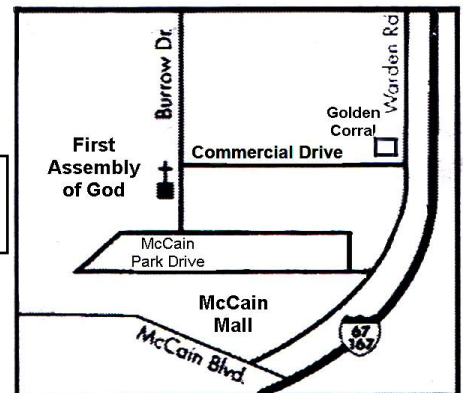 Burrow Dr.
Warden Rd
Golden
Corral
First
Assembly
of God
Commercial Drive
McCain
Park Drive
McCain
Mall
McCain Blvd.
67
167